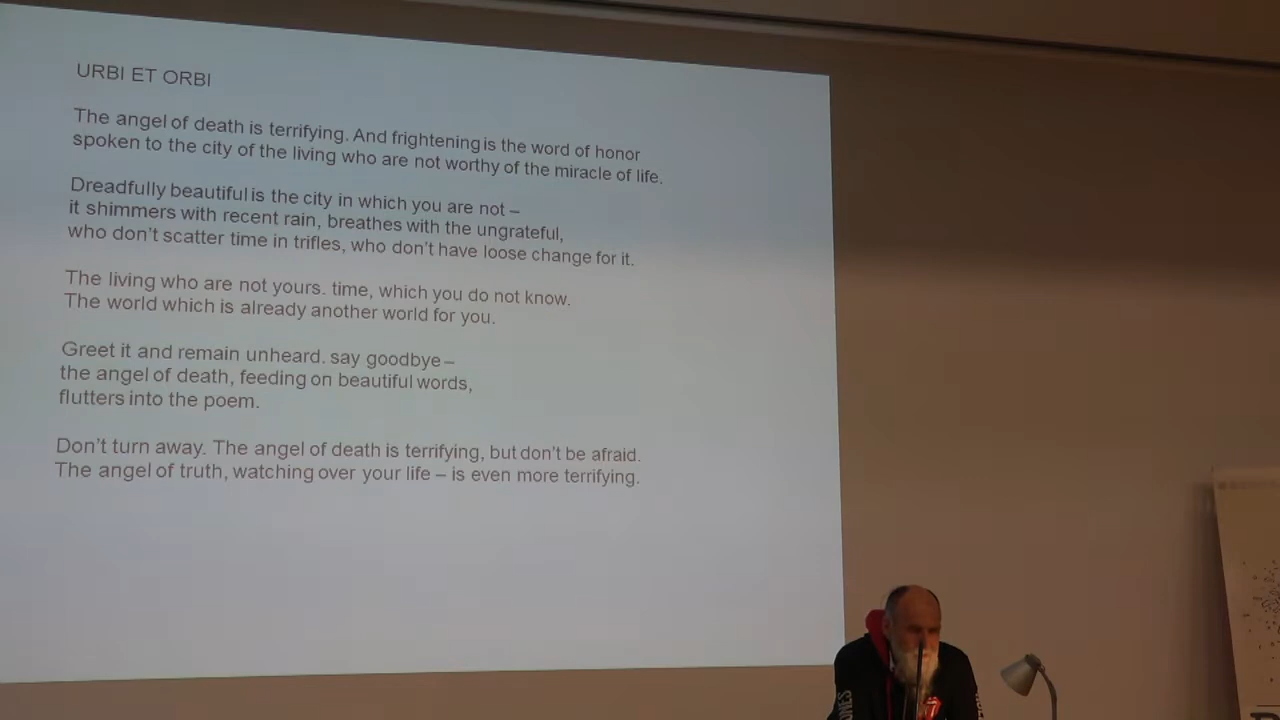 URBI ET ORBI
The angel of death is terrifying. And frightening is the word of honor
spoken to the city of the living who are not worthy of the miracle of life.
Dreadfully beautiful is the city in which you are not –
it shimmers with recent rain, breathes with the ungrateful,
who don't scatter time in trifles, who don't have loose change for it.
The living who are not yours. time, which you do not know.
The world which is already another world for you.
Greet it and remain unheard. say goodbye –
the angel of death, feeding on beautiful words,
flutters into the poem.
Don't turn away. The angel of death is terrifying, but don't be afraid.
The angel of truth, watching over your life – is even more terrifying.